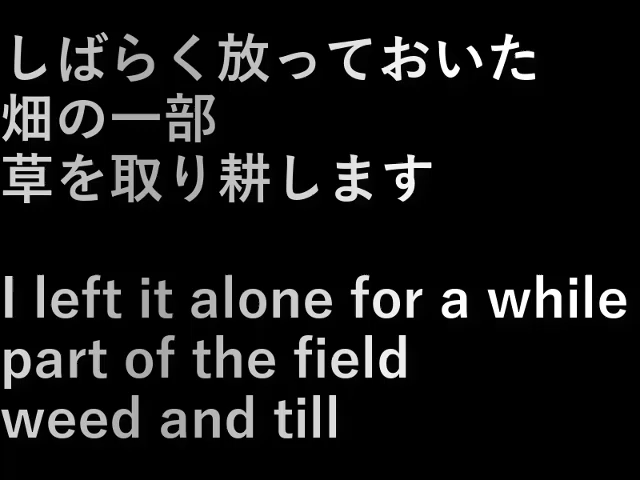 しばらく放っておいた
畑の一部
草を取り耕します
I left it alone for a while
part of the field
weed and till